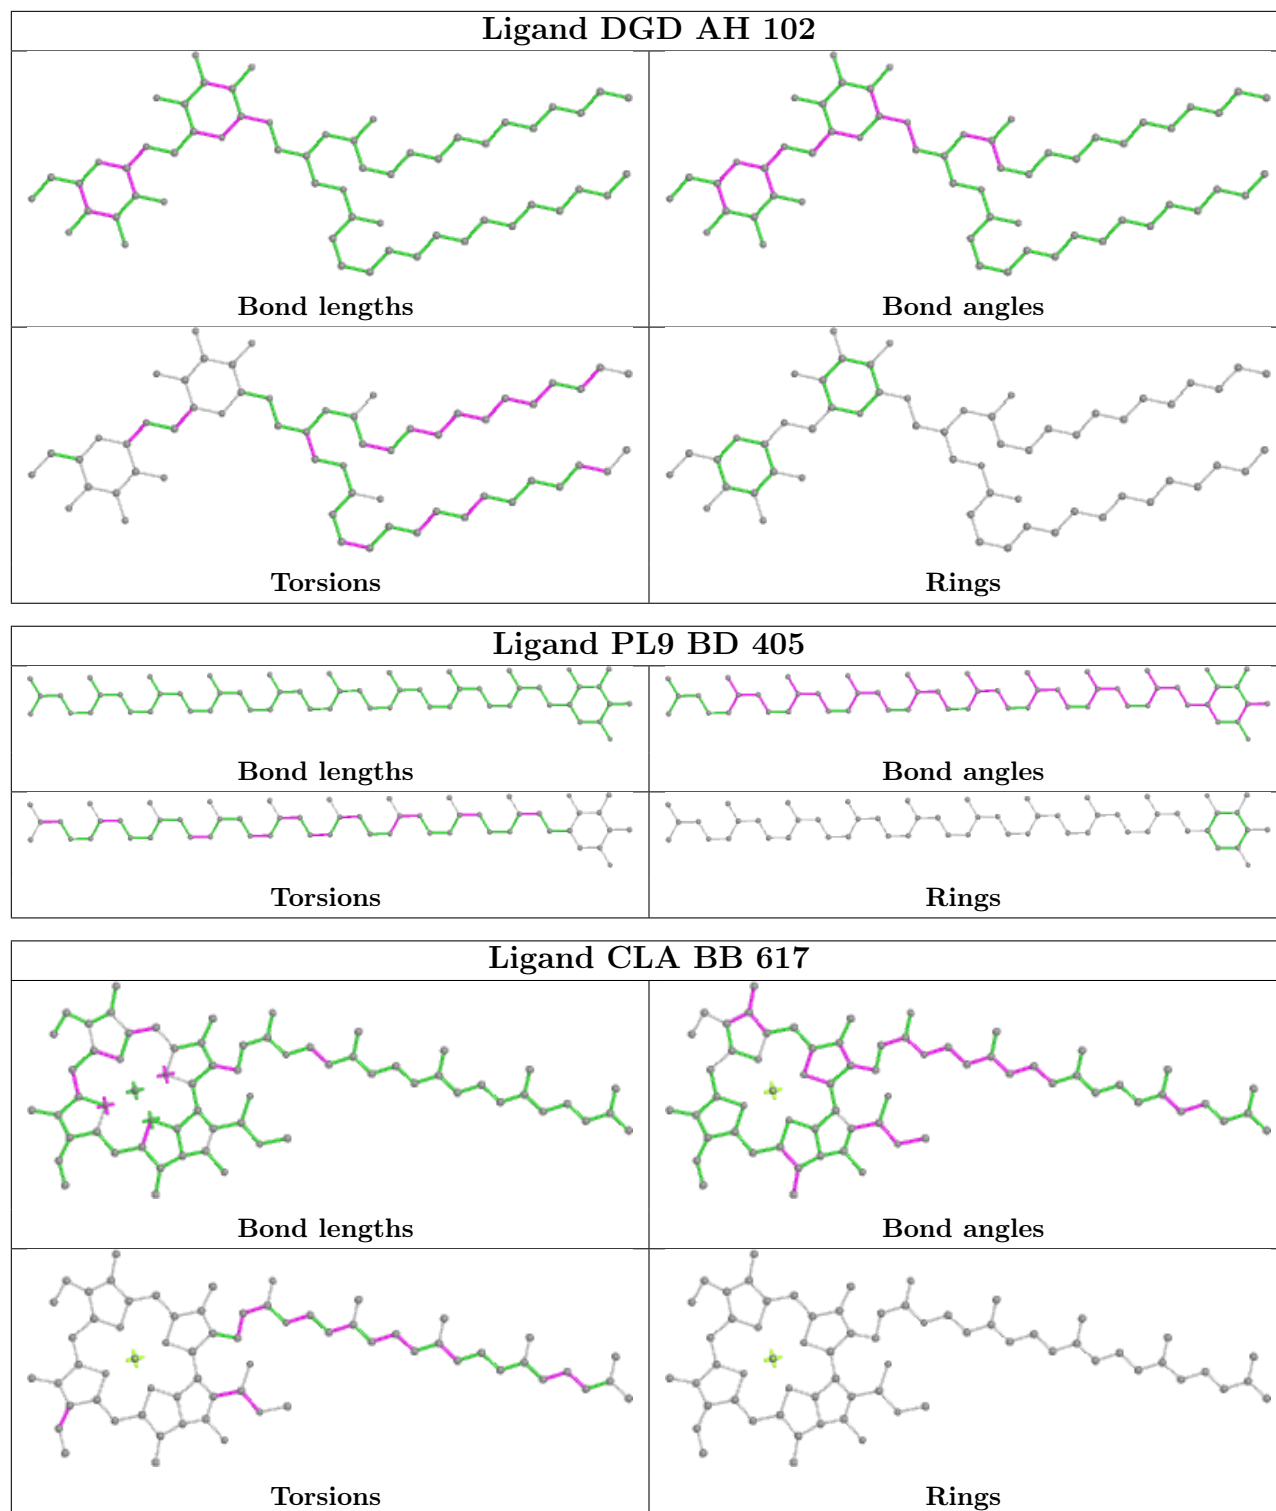 Ligand DGD AH 102
Bond lengths
Bond angles
Torsions
Rings
Ligand PL9 BD 405
Bond lengths
Bond angles
Torsions
Rings
Ligand CLA BB 617
Bond lengths
Bond angles
Torsions
Rings